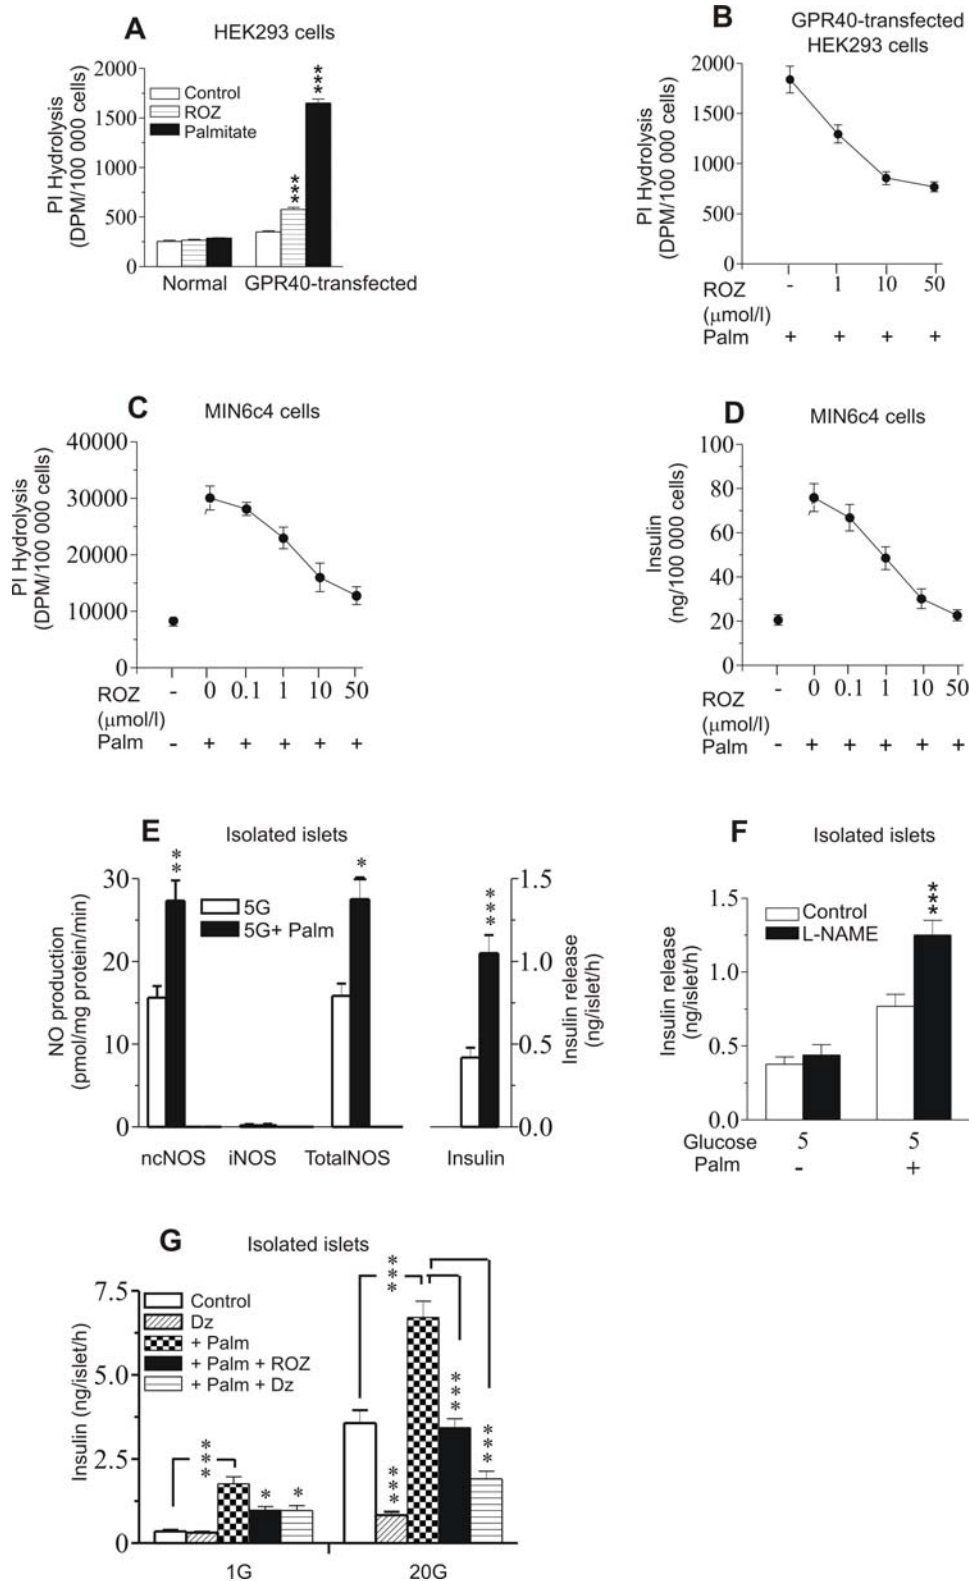 A HEK293 cells
PI Hydrolysis
(DPM/100 000 cells)
2000
1500
1000
500
0
Control
ROZ
Palmitate
***
***
Normal GPR40-transfected
B GPR40-transfected
HEK293 cells
PI Hydrolysis
(DPM/100 000 cells)
2000
1500
1000
500
0
ROZ - 1 10 50
(μmol/l)
Palm + + + +
C MIN6c4 cells
PI Hydrolysis
(DPM/100 000 cells)
40000
30000
20000
10000
0
ROZ - 0 0.1 1 10 50
(μmol/l)
Palm - + + + + +
D MIN6c4 cells
Insulin
(ng/100 000 cells)
100
80
60
40
20
0
ROZ - 0 0.1 1 10 50
(μmol/l)
Palm - + + + + +
E Isolated islets
NO production
(pmol/mg protein/min)
30
20
10
0
5G
5G+ Palm
**
*
***
1.5
1.0
0.5
0.0
Insulin release
(ng/islet/h)
ncNOS iNOS TotalNOS Insulin
F Isolated islets
Insulin release
(ng/islet/h)
1.5
1.0
0.5
0.0
Control
L-NAME
***
Glucose 5 5
Palm - +
G Isolated islets
Insulin (ng/islet/h)
7.5
5.0
2.5
0
Control
Dz
+ Palm
+ Palm + ROZ
+ Palm + Dz
***
*
*
***
***
***
***
1G 20G